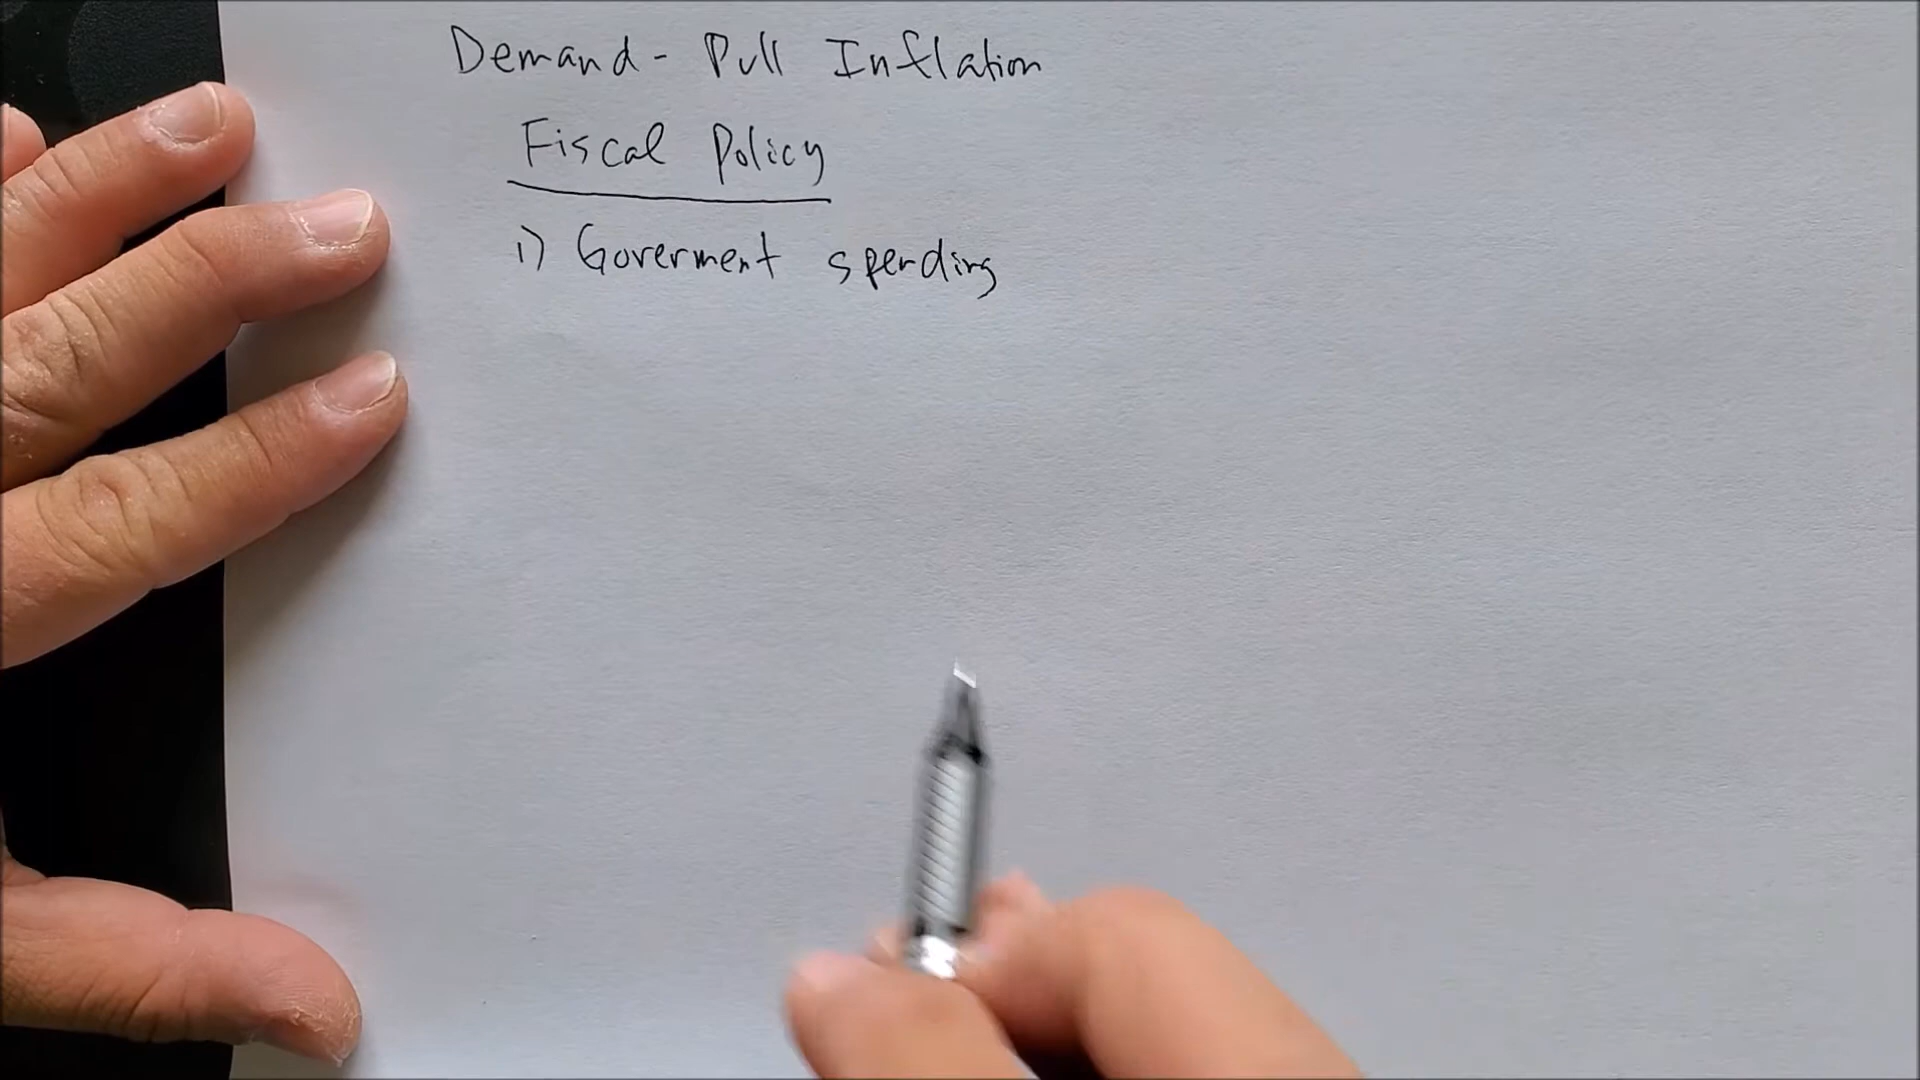 Demand - Pull Inflation
Fiscal Policy
1) Goverment spending